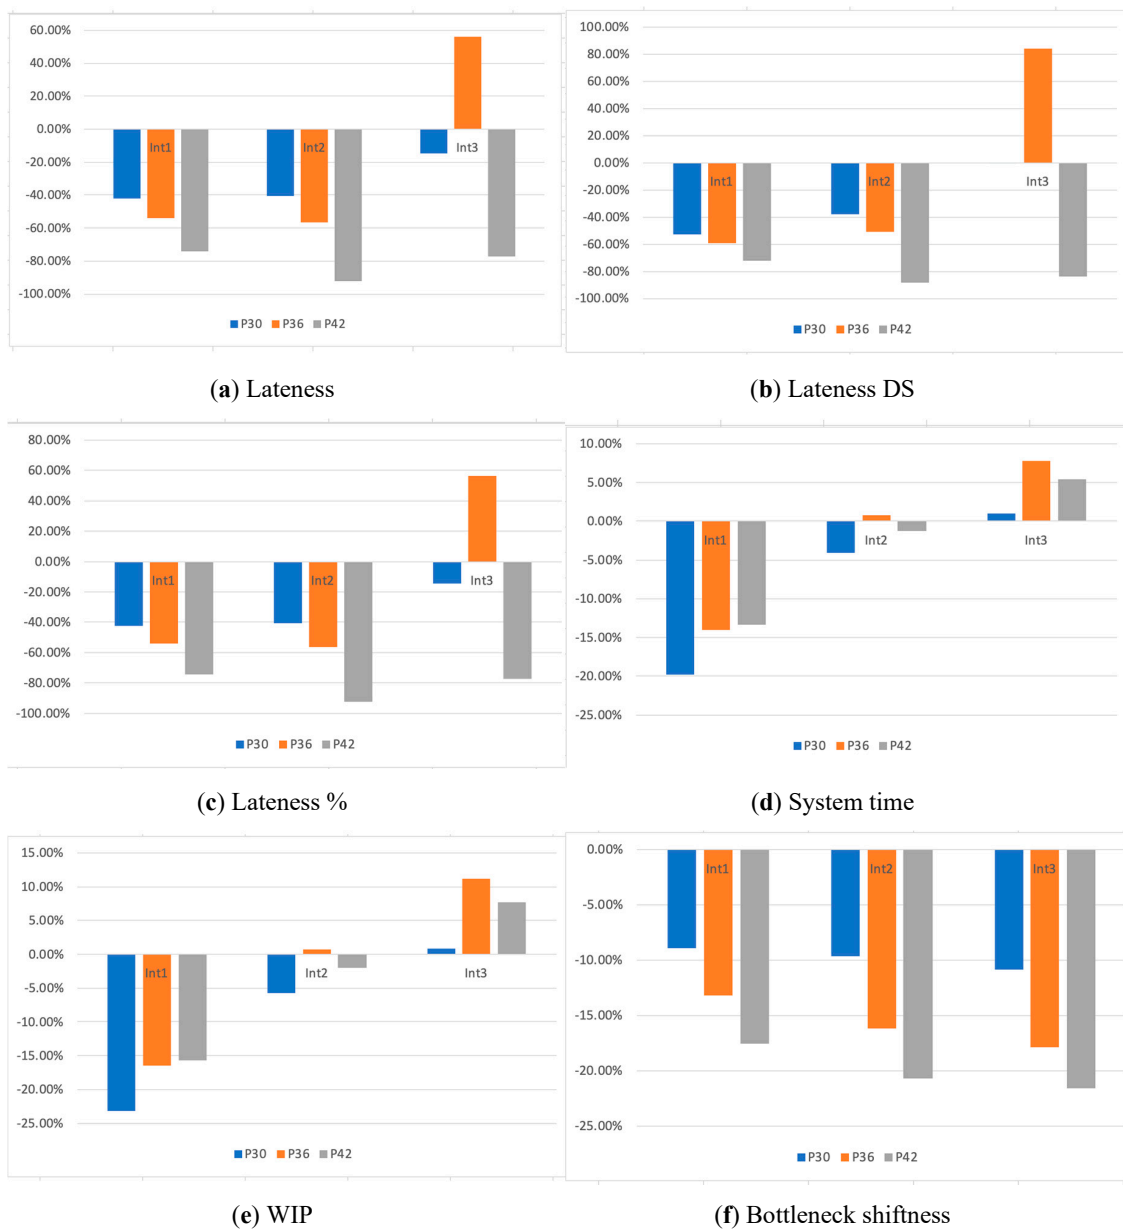 60.00%
40.00%
20.00%
0.00%
-20.00%
-40.00%
-60.00%
-80.00%
-100.00%
Int1
Int2
Int3
P30 P36 P42
(a) Lateness
100.00%
80.00%
60.00%
40.00%
20.00%
0.00%
-20.00%
-40.00%
-60.00%
-80.00%
-100.00%
Int1
Int2
Int3
P30 P36 P42
(b) Lateness DS
80.00%
60.00%
40.00%
20.00%
0.00%
-20.00%
-40.00%
-60.00%
-80.00%
-100.00%
Int1
Int2
Int3
P30 P36 P42
(c) Lateness %
10.00%
5.00%
0.00%
-5.00%
-10.00%
-15.00%
-20.00%
-25.00%
Int1
Int2
Int3
P30 P36 P42
(d) System time
15.00%
10.00%
5.00%
0.00%
-5.00%
-10.00%
-15.00%
-20.00%
-25.00%
Int1
Int2
Int3
P30 P36 P42
(e) WIP
0.00%
-5.00%
-10.00%
-15.00%
-20.00%
-25.00%
Int1
Int2
Int3
P30 P36 P42
(f) Bottleneck shiftness